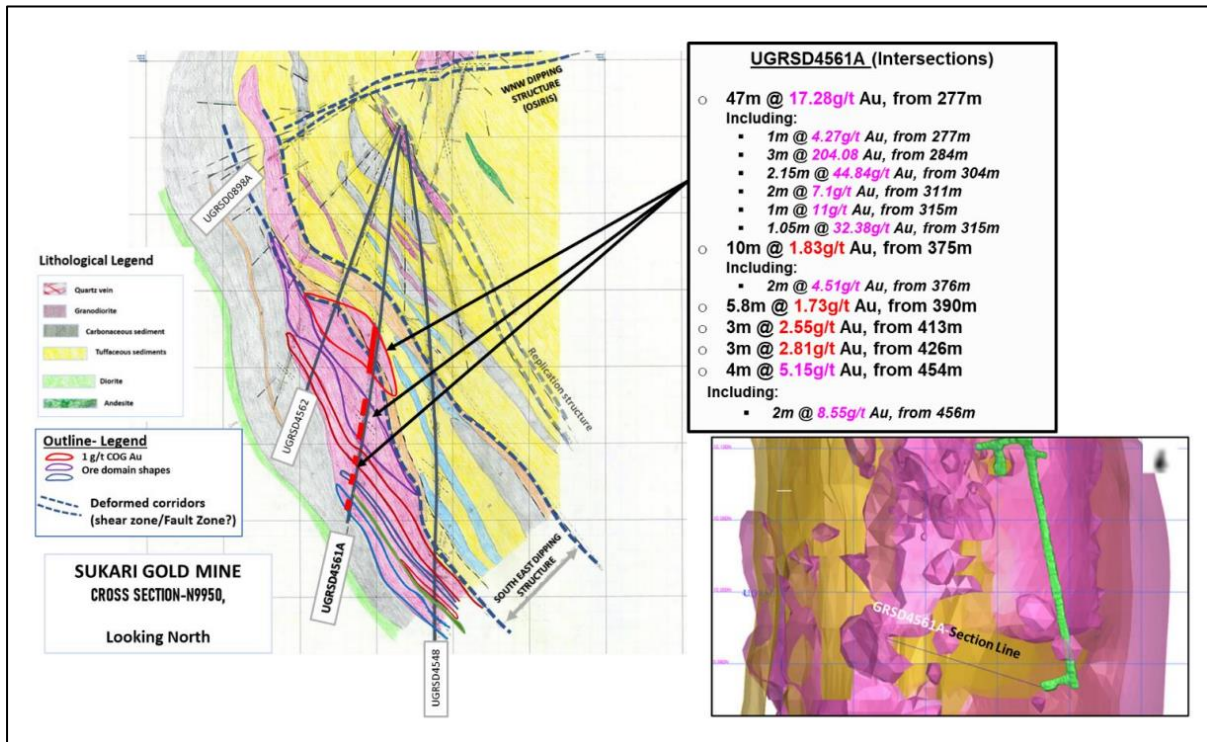 UGRSD4561A (Intersections)
47m @ 17.28g/t Au, from 277m
Including:
1m @ 4.27g/t Au, from 277m
3m @ 204.08 Au, from 284m
2.15m @ 44.84g/t Au, from 304m
2m @ 7.1g/t Au, from 311m
1m @ 11g/t Au, from 315m
1.05m @ 32.38g/t Au, from 315m
10m @ 1.83g/t Au, from 375m
Including:
2m @ 4.51g/t Au, from 376m
5.8m @ 1.73g/t Au, from 390m
3m @ 2.55g/t Au, from 413m
3m @ 2.81g/t Au, from 426m
4m @ 5.15g/t Au, from 454m
Including:
2m @ 8.55g/t Au, from 456m
WNW DIPPING
STRUCTURE
(OSIRIS)
UGRSD0898A
Replication structure
UGRSD4562
UGRSD4561A
UGRSD4548
SOUTH EAST DIPPING
STRUCTURE
Lithological Legend
Quartz vein
Granodiorite
Carbonaceous sediment
Tuffaceous sediments
Diorite
Andesite
Outline- Legend
1 g/t COG Au
Ore domain shapes
Deformed corridors
(shear zone/Fault Zone?)
SUKARI GOLD MINE
CROSS SECTION-N9950,
Looking North
GRSD4561A Section Line